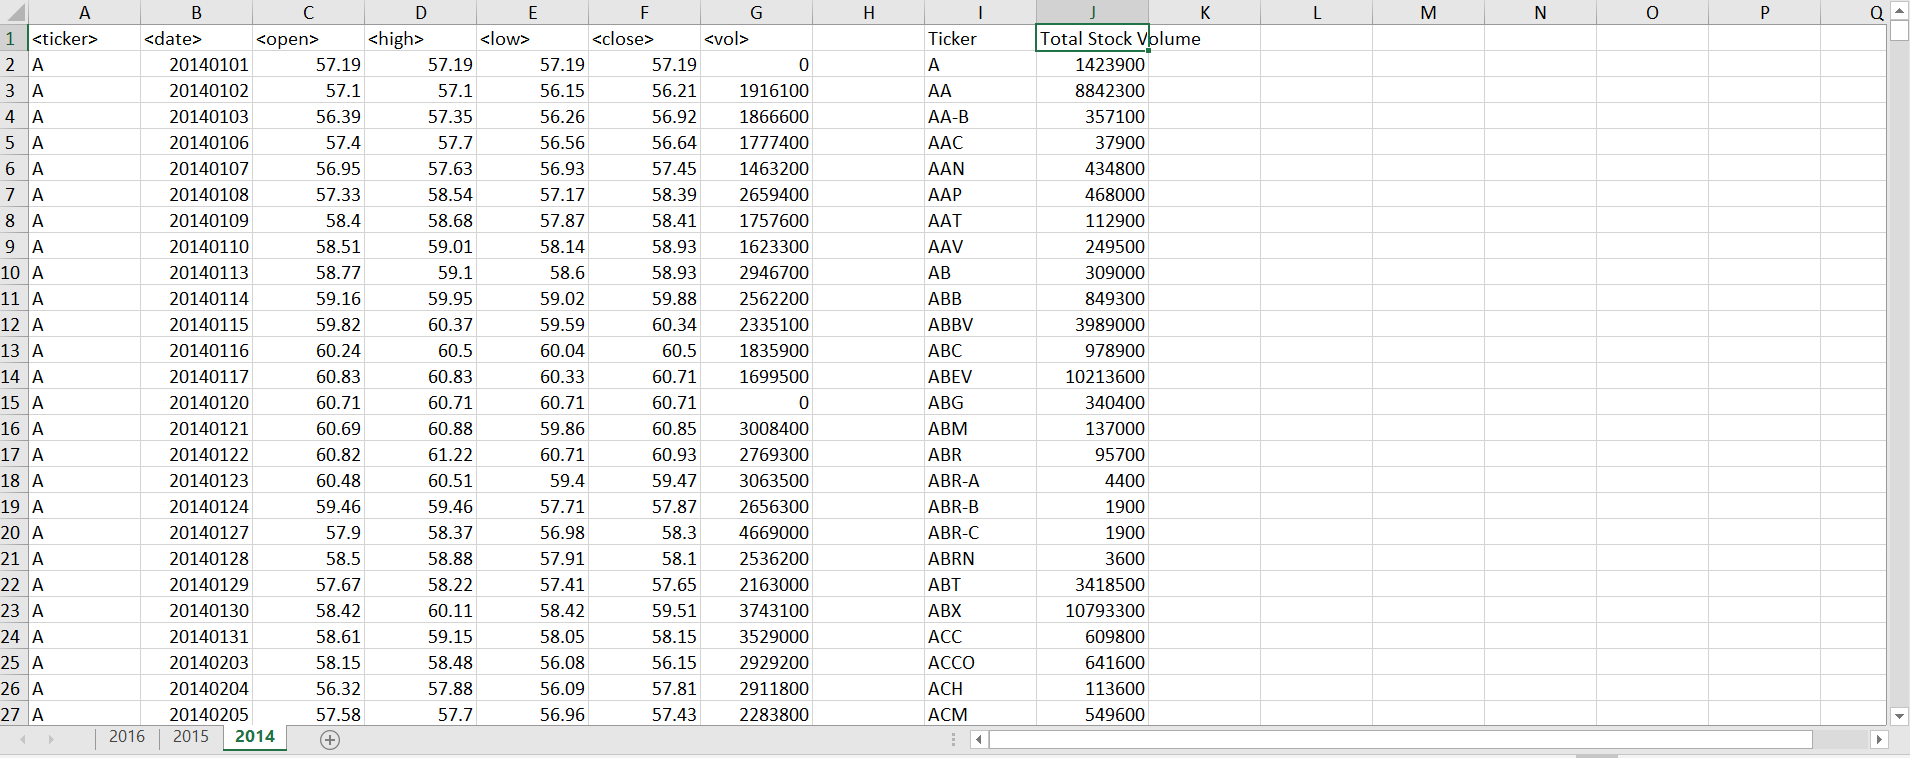 A B C D E F G H I J K L M N O P Q
1 <ticker> <date> <open> <high> <low> <close> <vol> Ticker Total Stock Volume
2 A 20140101 57.19 57.19 57.19 57.19 0 A 1423900
3 A 20140102 57.1 57.1 56.15 56.21 1916100 AA 8842300
4 A 20140103 56.39 57.35 56.26 56.92 1866600 AA-B 357100
5 A 20140106 57.4 57.7 56.56 56.64 1777400 AAC 37900
6 A 20140107 56.95 57.63 56.93 57.45 1463200 AAN 434800
7 A 20140108 57.33 58.54 57.17 58.39 2659400 AAP 468000
8 A 20140109 58.4 58.68 57.87 58.41 1757600 AAT 112900
9 A 20140110 58.51 59.01 58.14 58.93 1623300 AAV 249500
10 A 20140113 58.77 59.1 58.6 58.93 2946700 AB 309000
11 A 20140114 59.16 59.95 59.02 59.88 2562200 ABB 849300
12 A 20140115 59.82 60.37 59.59 60.34 2335100 ABBV 3989000
13 A 20140116 60.24 60.5 60.04 60.5 1835900 ABC 978900
14 A 20140117 60.83 60.83 60.33 60.71 1699500 ABEV 10213600
15 A 20140120 60.71 60.71 60.71 60.71 0 ABG 340400
16 A 20140121 60.69 60.88 59.86 60.85 3008400 ABM 137000
17 A 20140122 60.82 61.22 60.71 60.93 2769300 ABR 95700
18 A 20140123 60.48 60.51 59.4 59.47 3063500 ABR-A 4400
19 A 20140124 59.46 59.46 57.71 57.87 2656300 ABR-B 1900
20 A 20140127 57.9 58.37 56.98 58.3 4669000 ABR-C 1900
21 A 20140128 58.5 58.88 57.91 58.1 2536200 ABRN 3600
22 A 20140129 57.67 58.22 57.41 57.65 2163000 ABT 3418500
23 A 20140130 58.42 60.11 58.42 59.51 3743100 ABX 10793300
24 A 20140131 58.61 59.15 58.05 58.15 3529000 ACC 609800
25 A 20140203 58.15 58.48 56.08 56.15 2929200 ACCO 641600
26 A 20140204 56.32 57.88 56.09 57.81 2911800 ACH 113600
27 A 20140205 57.58 57.7 56.96 57.43 2283800 ACM 549600
2016 2015 2014